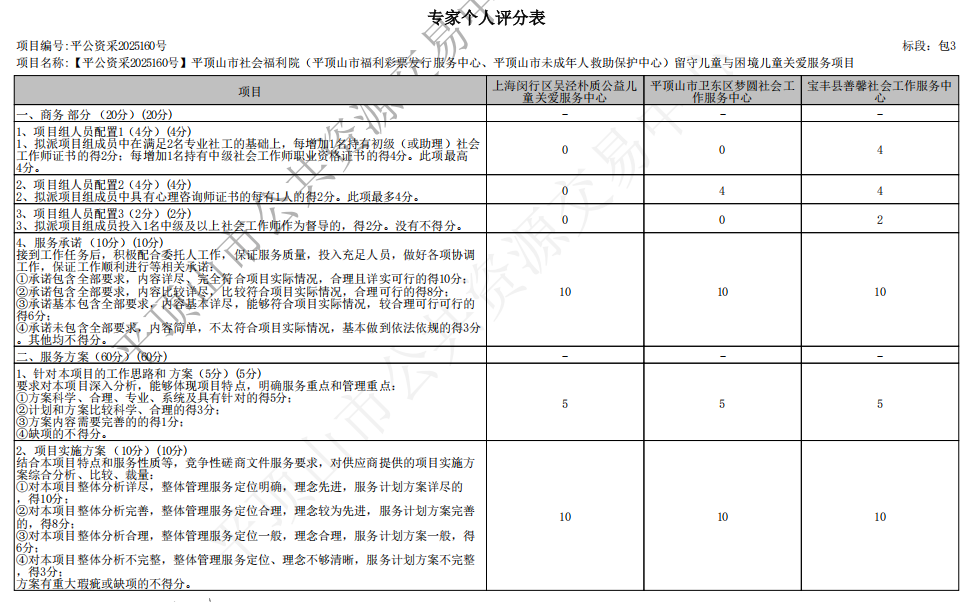 专家个人评分表
项目编号:平公资采2025160号
标段：包3
项目名称:【平公资采2025160号】平顶山市社会福利院（平顶山市福利彩票发行服务中心、平顶山市未成年人救助保护中心）留守儿童与困境儿童关爱服务项目
项目
上海闵行区吴泾朴质公益儿
童关爱服务中心
平顶山市卫东区梦圆社会工
作服务中心
宝丰县善馨社会工作服务中
心
一、商务 部分 （20分）(20分)
-
-
-
1、项目组人员配置1（4分）(4分)
1、拟派项目组成员中在满足2名专业社工的基础上，每增加1名持有初级（或助理）社会
工作师证书的得2分；每增加1名持有中级社会工作师职业资格证书的得4分。此项最高
4分。
0
0
4
2、项目组人员配置2（4分）(4分)
2、拟派项目组成员中具有心理咨询师证书的每有1人的得2分。此项最多4分。
0
4
4
3、项目组人员配置3（2分）(2分)
3、拟派项目组成员投入1名中级及以上社会工作师作为督导的，得2分。没有不得分。
0
0
2
4、服务承诺（10分）(10分)
接到工作任务后，积极配合委托人工作，保证服务质量，投入充足人员，做好各项协调
工作，保证工作顺利进行等相关承诺：
①承诺包含全部要求，内容详尽、完全符合项目实际情况，合理且详实可行的得10分；
②承诺包含全部要求，内容比较详尽，比较符合项目实际情况，合理可行的得8分；
③承诺基本包含全部要求，内容基本详尽，能够符合项目实际情况，较合理可行可行的
得6分；
④承诺未包含全部要求，内容简单，不太符合项目实际情况，基本做到依法依规的得3分
。其他均不得分。
10
10
10
二、服务方案（60分）(60分)
-
-
-
1、针对本项目的工作思路和 方案（5分）(5分)
要求对本项目深入分析，能够体现项目特点，明确服务重点和管理重点：
①方案科学、合理、专业、系统及具有针对的得5分；
②计划和方案比较科学、合理的得3分；
③方案内容需要完善的的得1分；
④缺项的不得分。
5
5
5
2、项目实施方案 （10分）(10分)
结合本项目特点和服务性质等，竞争性磋商文件服务要求，对供应商提供的项目实施方
案综合分析、比较、裁量：
①对本项目整体分析详尽，整体管理服务定位明确，理念先进，服务计划方案详尽的
，得10分；
②对本项目整体分析完善，整体管理服务定位合理，理念较为先进，服务计划方案完善
的，得8分；
③对本项目整体分析合理，整体管理服务定位一般，理念合理，服务计划方案一般，得
6分；
④对本项目整体分析不完整，整体管理服务定位、理念不够清晰，服务计划方案不完整
，得3分；
方案有重大瑕疵或缺项的不得分。
10
10
10
平顶山市公共资源交易中
平顶山市公共资源交易中